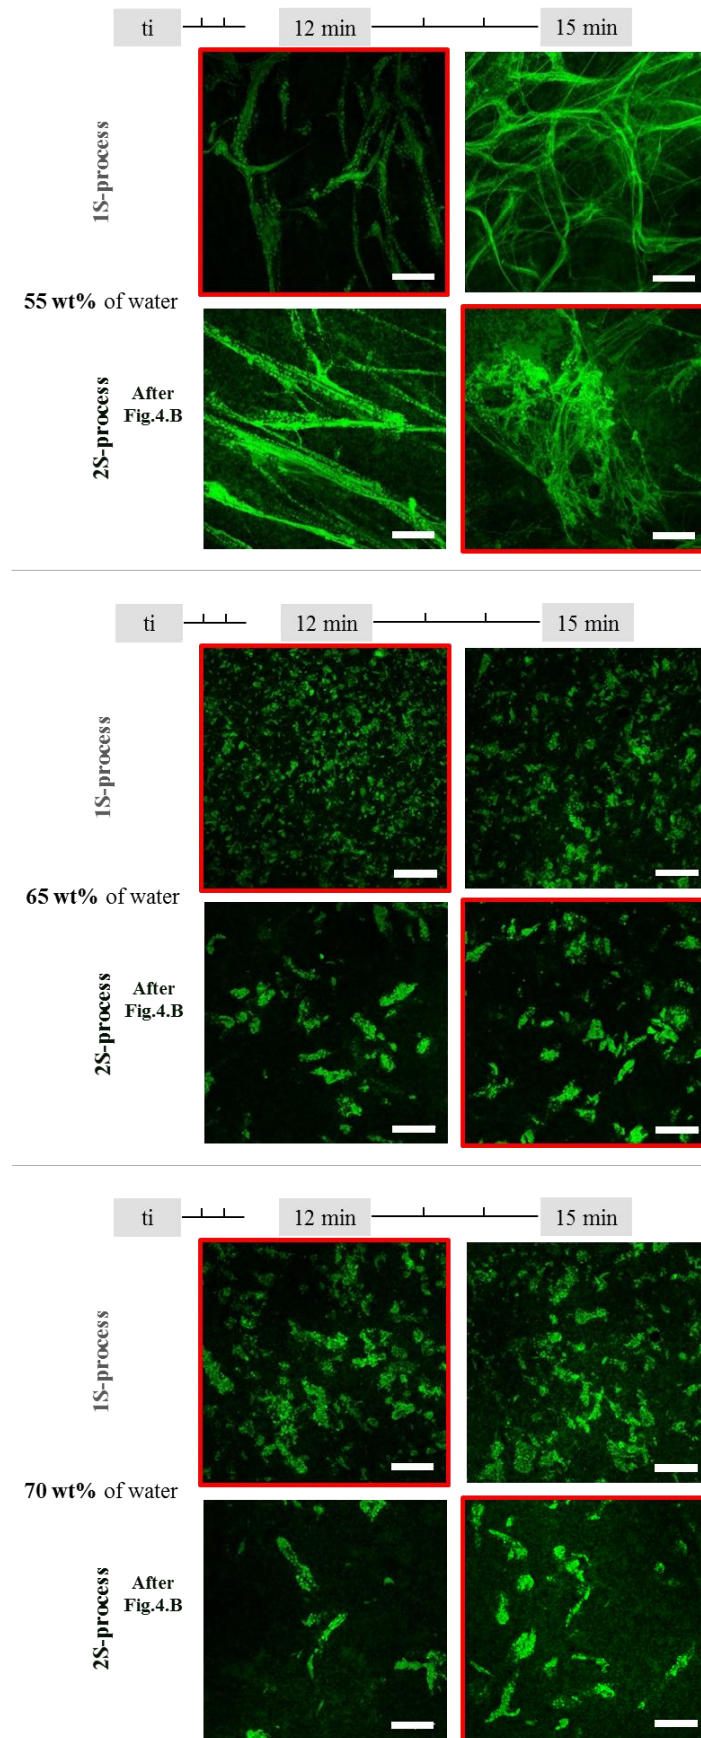 ti 12 min 15 min
1S-process
55 wt% of water
2S-process
After
Fig.4.B
ti 12 min 15 min
1S-process
65 wt% of water
2S-process
After
Fig.4.B
ti 12 min 15 min
1S-process
70 wt% of water
2S-process
After
Fig.4.B